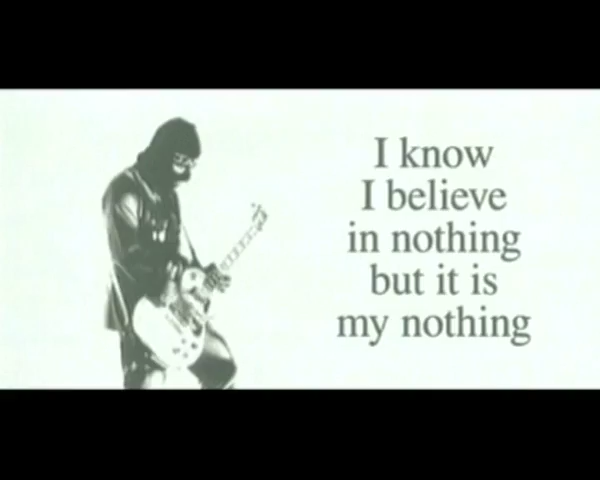 I know
I believe
in nothing
but it is
my nothing